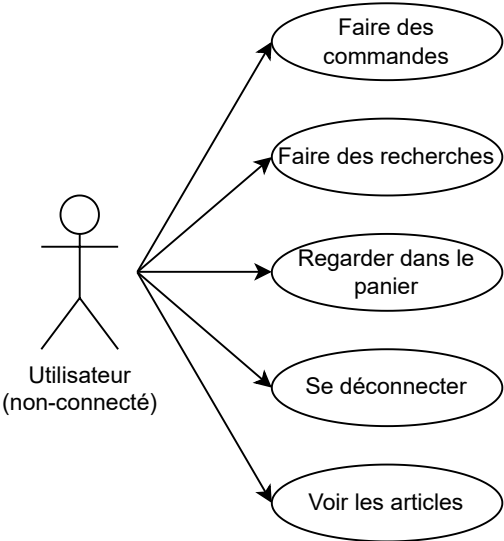 Faire des
commandes
Faire des recherches
Regarder dans le
panier
Utilisateur
(non-connecté)
Se déconnecter
Voir les articles